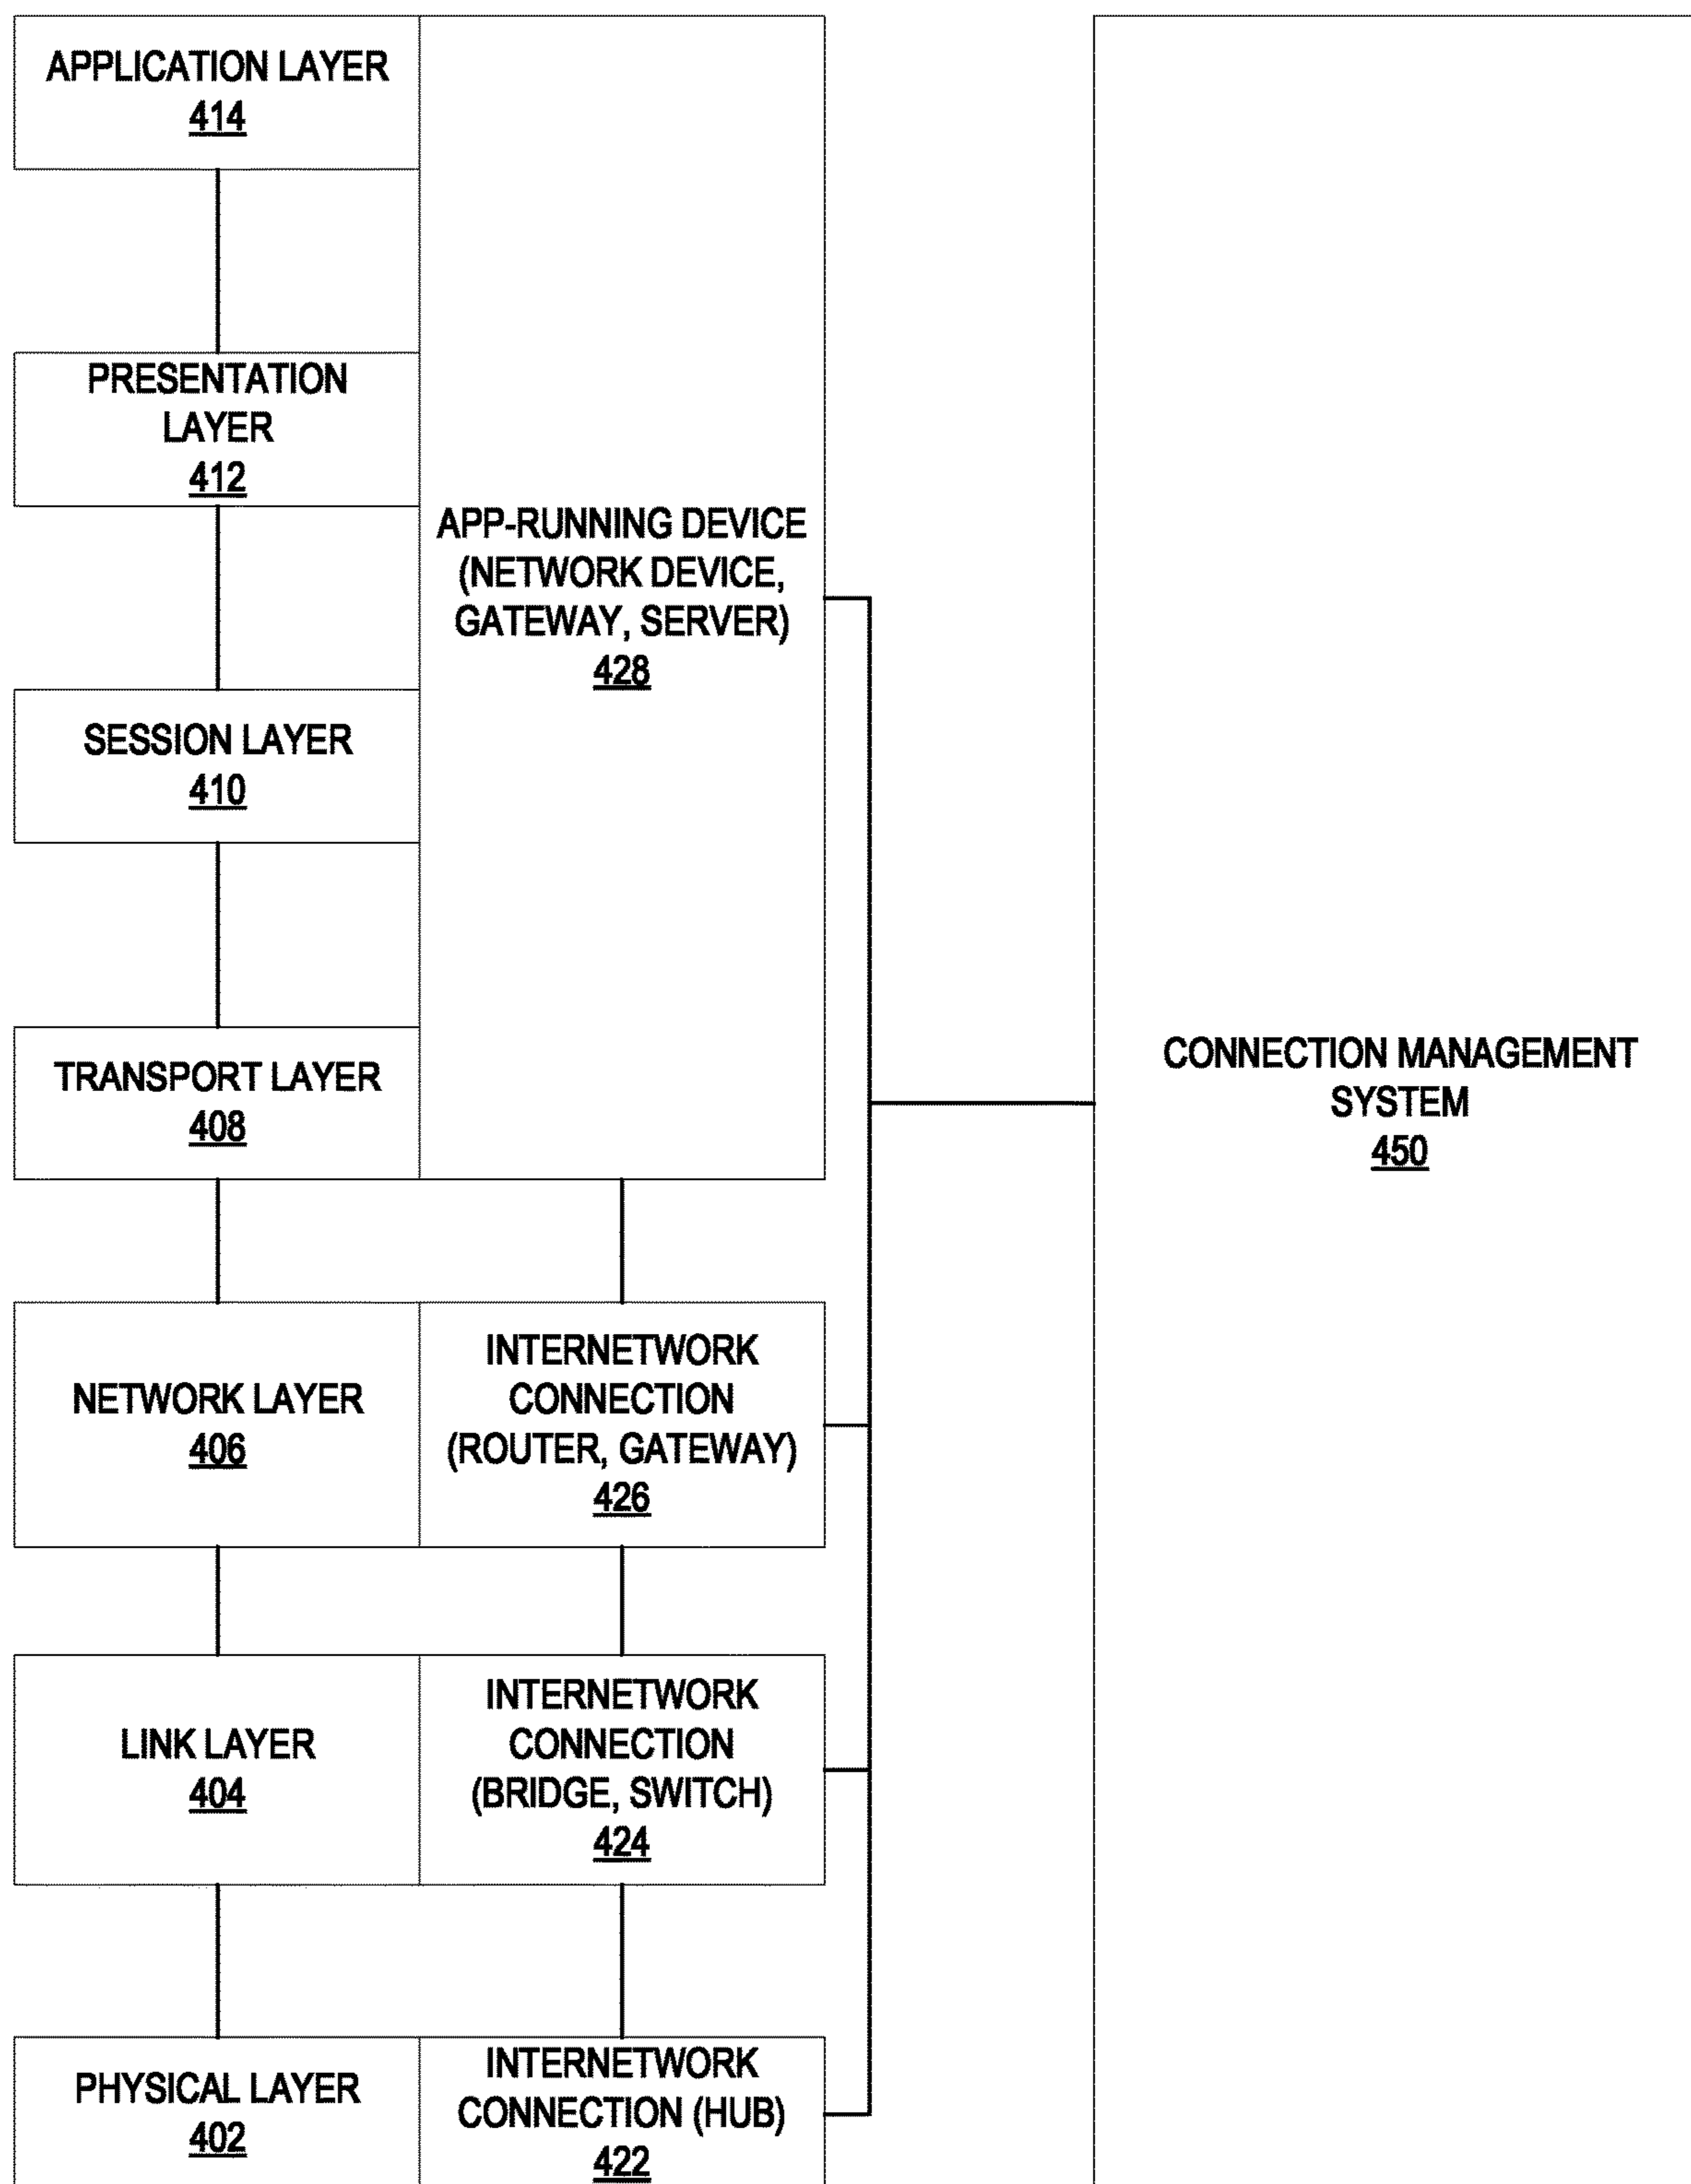 APPLICATION LAYER
414
PRESENTATION
LAYER
412
APP-RUNNING DEVICE
(NETWORK DEVICE,
GATEWAY, SERVER)
428
SESSION LAYER
410
TRANSPORT LAYER
408
CONNECTION MANAGEMENT
SYSTEM
450
NETWORK LAYER
406
INTERNETWORK
CONNECTION
(ROUTER, GATEWAY)
426
LINK LAYER
404
INTERNETWORK
CONNECTION
(BRIDGE, SWITCH)
424
PHYSICAL LAYER
402
INTERNETWORK
CONNECTION (HUB)
422